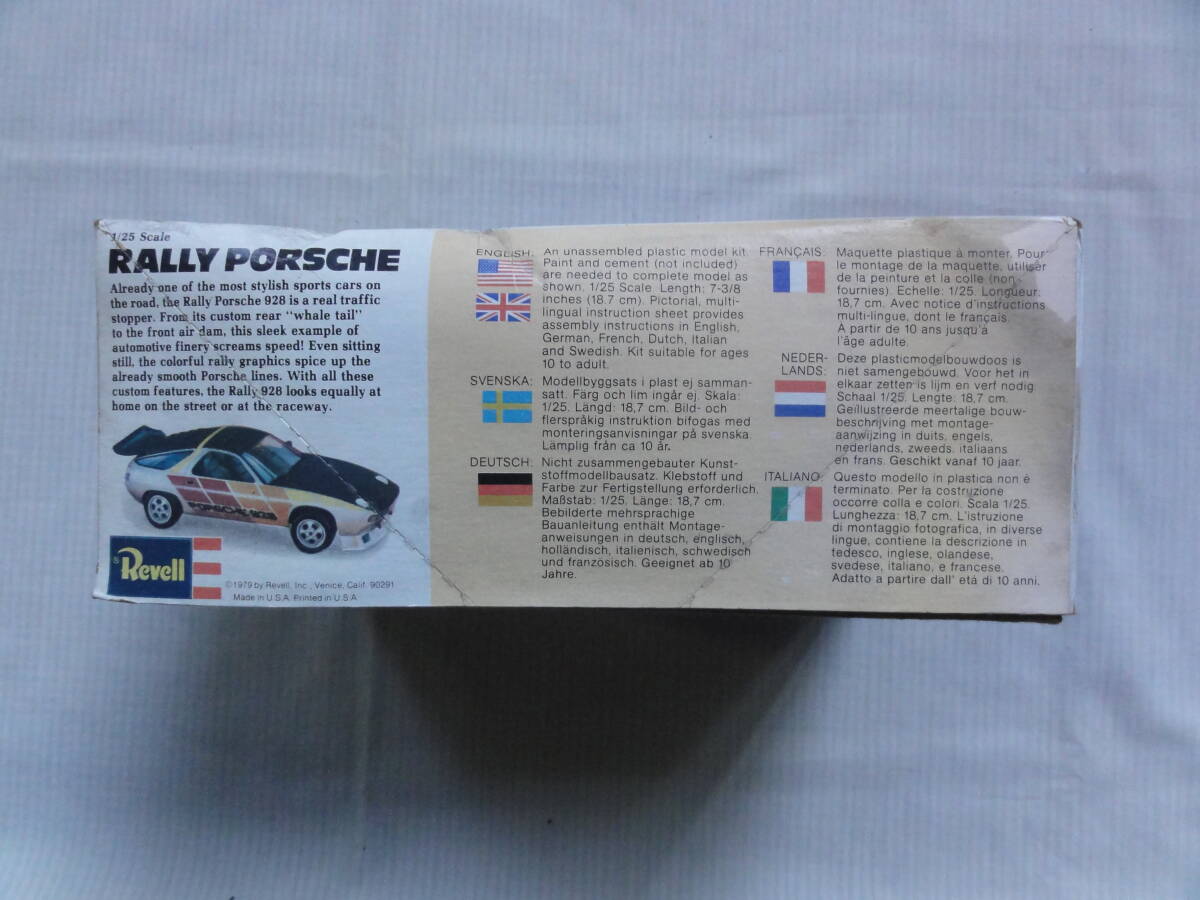 1/25 Scale
RALLY PORSCHE
Already one of the most stylish sports cars on
the road, the Rally Porsche 928 is a real traffic
stopper. From its custom rear "whale tail"
to the front air dam, this sleek example of
automotive finery screams speed! Even sitting
still, the colorful rally graphics spice up the
already smooth Porsche lines. With all these
custom features, the Rally 928 looks equally at
home on the street or at the raceway.
PORSCHE 928
Revell
©1979 by Revell, Inc., Venice, Calif. 90291
Made in U.S.A. Printed in U.S.A.
ENGLISH:
An unassembled plastic model kit.
Paint and cement (not included)
are needed to complete model as
shown. 1/25 Scale. Length: 7-3/8
inches (18.7 cm). Pictorial, multi-
lingual instruction sheet provides
assembly instructions in English,
German, French, Dutch, Italian
and Swedish. Kit suitable for ages
10 to adult.
SVENSKA:
Modellbyggsats i plast ej samman-
satt. Färg och lim ingår ej. Skala:
1/25. Längd: 18,7 cm. Bild- och
flerspråkig instruktion bifogas med
monteringsanvisningar på svenska.
Lämplig från ca 10 år.
DEUTSCH:
Nicht zusammengebauter Kunst-
stoffmodellbausatz. Klebstoff und
Farbe zur Fertigstellung erforderlich.
Maßstab: 1/25. Länge: 18,7 cm.
Bebilderte mehrsprachige
Bauanleitung enthält Montage-
anweisungen in deutsch, englisch,
holländisch, italienisch, schwedisch
und französisch. Geeignet ab 10
Jahre.
FRANÇAIS:
Maquette plastique à monter. Pour
le montage de la maquette, utiliser
de la peinture et la colle (non
fournies). Echelle: 1/25. Longueur:
18,7 cm. Avec notice d'instructions
multi-lingue, dont le français.
À partir de 10 ans jusqu'à
l'âge adulte.
NEDER-
LANDS:
Deze plasticmodelbouwdoos is
niet samengebouwd. Voor het in
elkaar zetten is lijm en verf nodig.
Schaal 1/25. Lengte: 18,7 cm.
Geïllustreerde meertalige bouw-
beschrijving met montage-
aanwijzing in duits, engels,
nederlands, zweeds, italiaans
en frans. Geschikt vanaf 10 jaar.
ITALIANO:
Questo modello in plastica non è
terminato. Per la costruzione
occorre colla e colori. Scala 1/25.
Lunghezza: 18,7 cm. L'istruzione
di montaggio fotografica, in diverse
lingue, contiene la descrizione in
tedesco, inglese, olandese,
svedese, italiano, e francese.
Adatto a partire dall' etá di 10 anni.